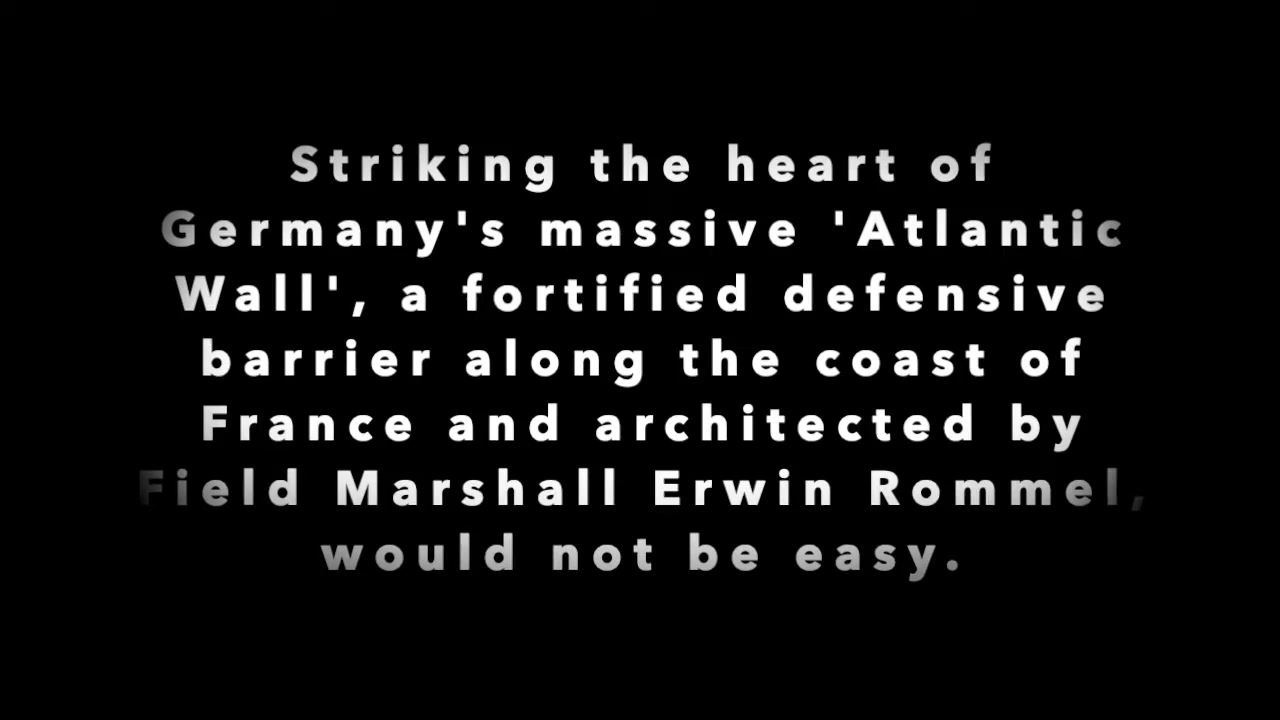 Striking the heart of
Germany's massive 'Atlantic
Wall', a fortified defensive
barrier along the coast of
France and architected by
Field Marshall Erwin Rommel,
would not be easy.